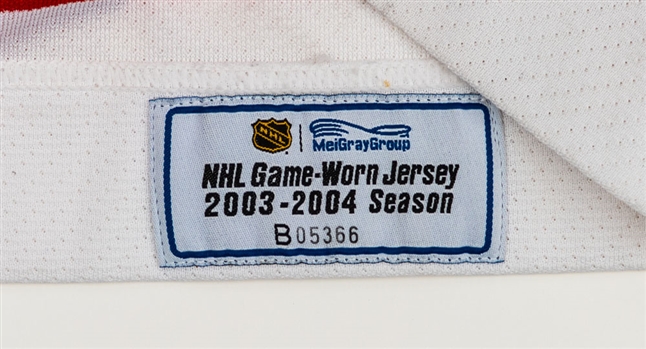 NHL MeiGrayGroup
NHL Game-Worn Jersey
2003-2004 Season
B05366